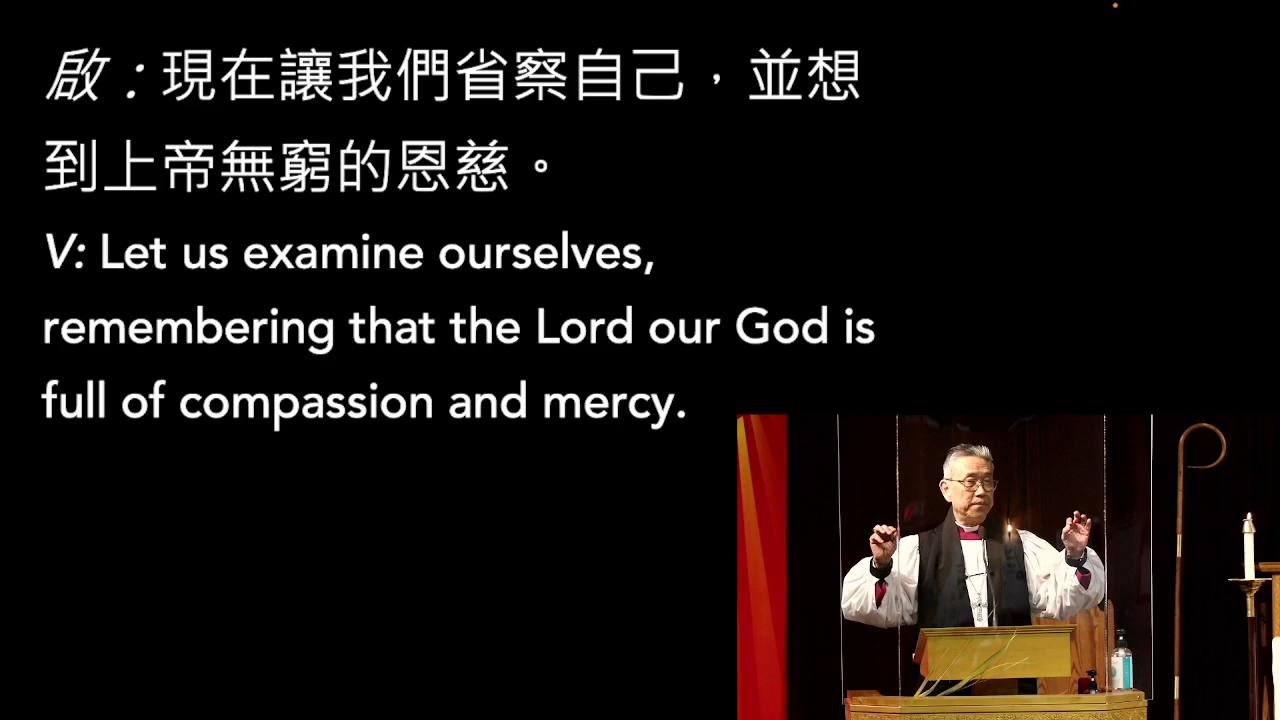 啟：現在讓我們省察自己，並想
到上帝無窮的恩慈。
V: Let us examine ourselves,
remembering that the Lord our God is
full of compassion and mercy.